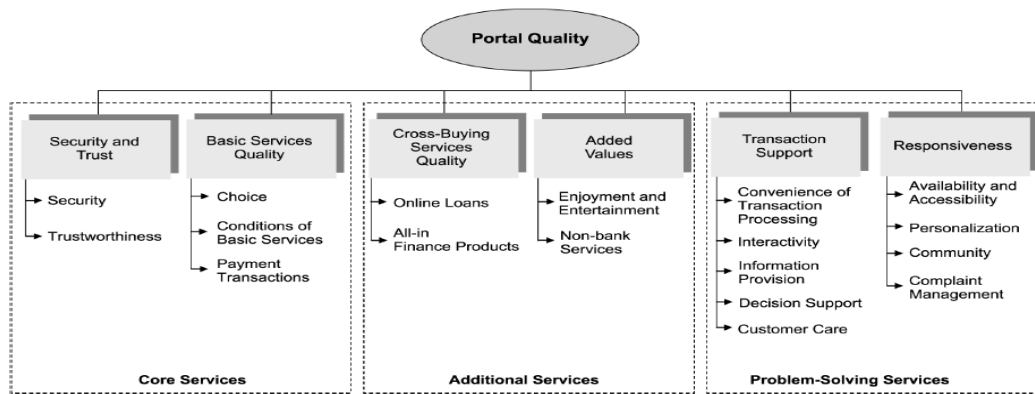 Portal Quality
Security and
Trust
Security
Trustworthiness
Basic Services
Quality
Choice
Conditions of
Basic Services
Payment
Transactions
Core Services
Cross-Buying
Services
Quality
Online Loans
All-in
Finance Products
Added
Values
Enjoyment and
Entertainment
Non-bank
Services
Additional Services
Transaction
Support
Convenience of
Transaction
Processing
Interactivity
Information
Provision
Decision Support
Customer Care
Responsiveness
Availability and
Accessibility
Personalization
Community
Complaint
Management
Problem-Solving Services